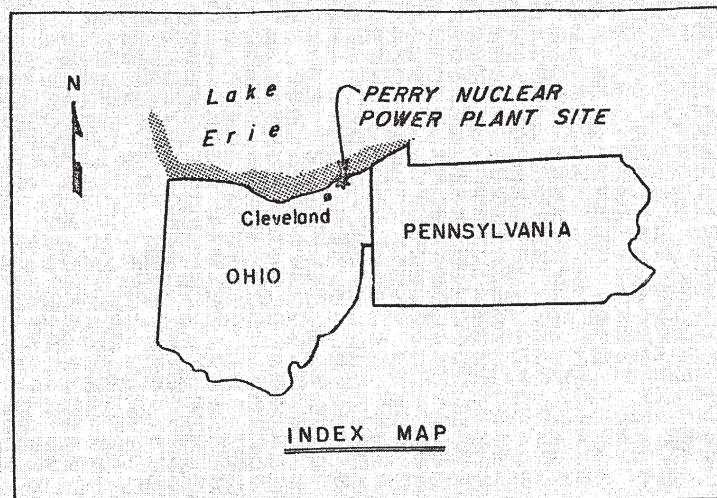 N
Lake
Erie
PERRY NUCLEAR
POWER PLANT SITE
Cleveland
PENNSYLVANIA
OHIO
INDEX MAP